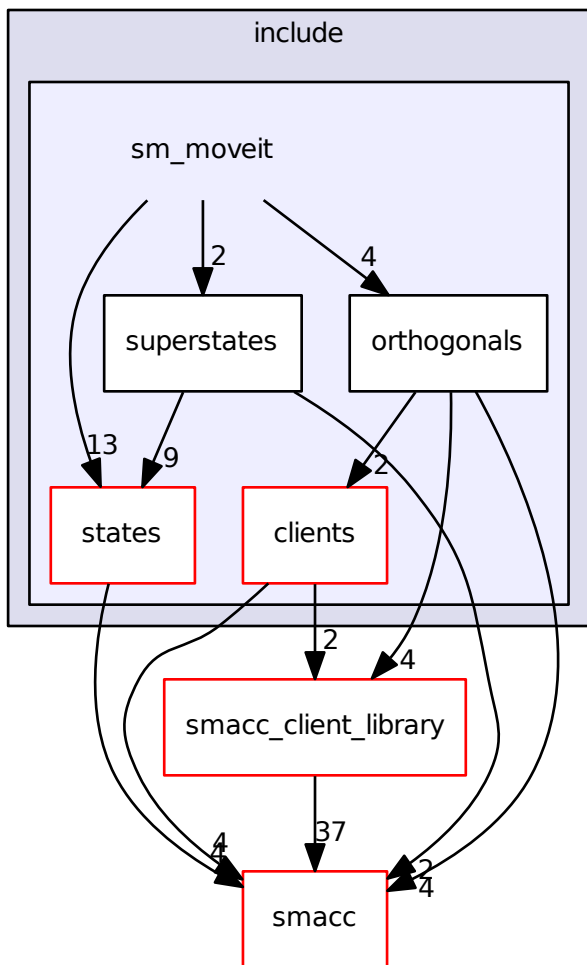 include
sm_moveit
2
4
superstates
orthogonals
13
9
2
states
clients
2
4
smacc_client_library
37
4
4
2
4
smacc